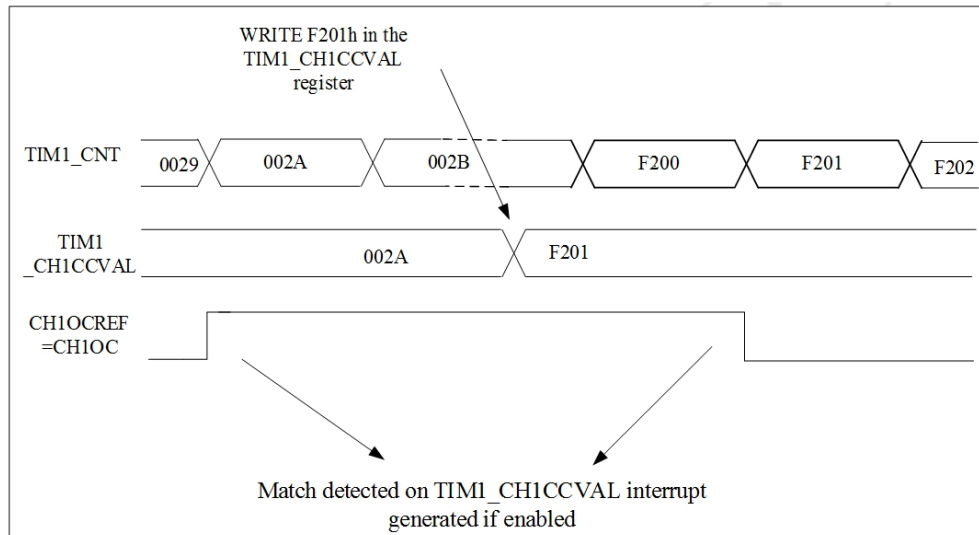 WRITE F201h in the
TIM1_CH1CCVAL
register
TIM1_CNT
0029
002A
002B
F200
F201
F202
TIM1
_CH1CCVAL
002A
F201
CH1OCREF
=CH1OC
Match detected on TIM1_CH1CCVAL interrupt
generated if enabled